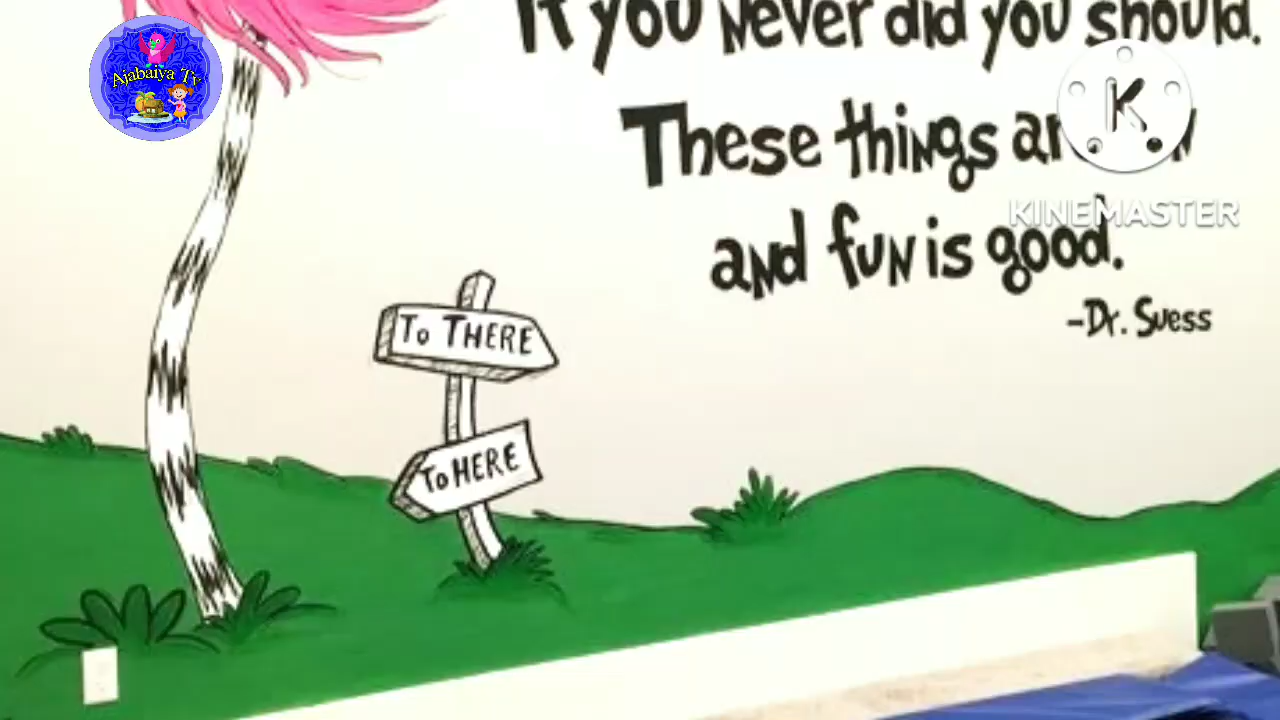 If you never did you should.
Ajabaiya Tv
These things
and fun is good.
KINEMASTER
-Dr. Suess
To THERE
To HERE